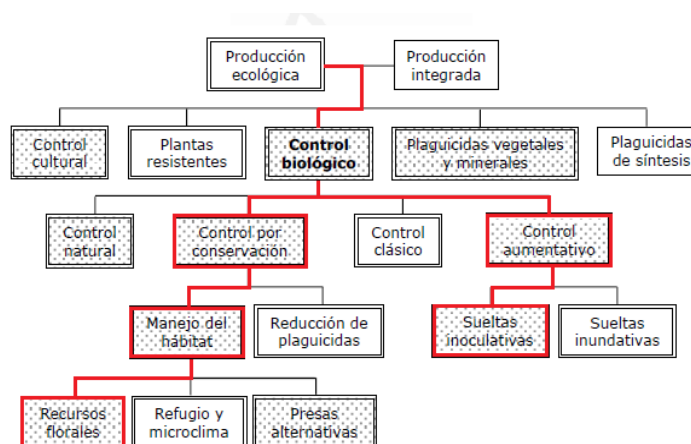 Producción
ecológica
Producción
integrada
Control
cultural
Plantas
resistentes
Control
biológico
Plaguicidas vegetales
y minerales
Plaguicidas
de síntesis
Control
natural
Control por
conservación
Control
clásico
Control
aumentativo
Manejo del
hábitat
Reducción de
plaguicidas
Sueltas
inoculativas
Sueltas
inundativas
Recursos
florales
Refugio y
microclima
Presas
alternativas